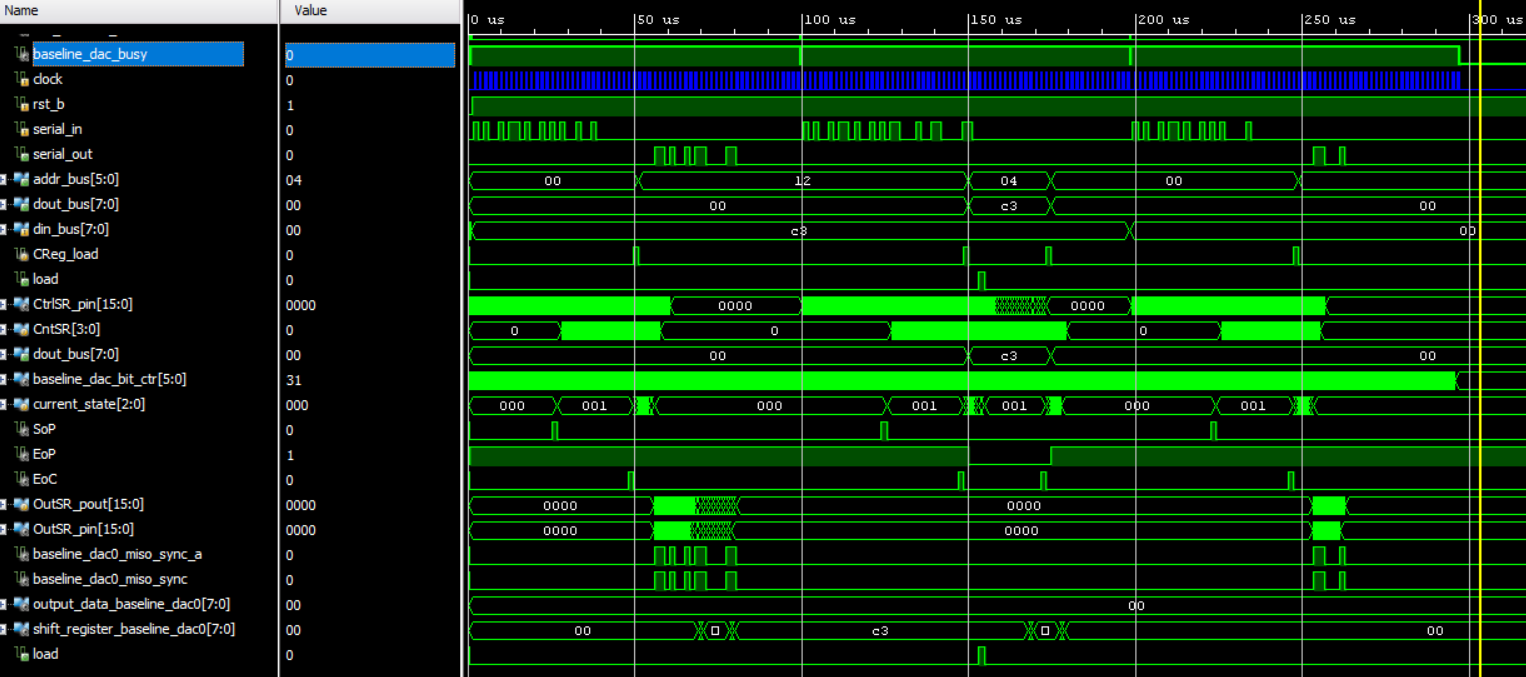 Name Value 0 us 50 us 100 us 150 us 200 us 250 us 300 us
baseline_dac_busy 0
clock 0
rst_b 1
serial_in 0
serial_out 0
addr_bus[5:0] 04 00 12 04 00
dout_bus[7:0] 00 00 c3 00
din_bus[7:0] 00 c3 00
CReg_load 0
load 0
CtrlSR_pin[15:0] 0000 0000 0000
CntSR[3:0] 0 0 0 0
dout_bus[7:0] 00 00 c3 00
baseline_dac_bit_ctr[5:0] 31
current_state[2:0] 000 000 001 000 001 001 000 001
SoP 0
EoP 1
EoC 0
OutSR_pout[15:0] 0000 0000 0000
OutSR_pin[15:0] 0000 0000 0000
baseline_dac0_miso_sync_a 0
baseline_dac0_miso_sync 0
output_data_baseline_dac0[7:0] 00 00
shift_register_baseline_dac0[7:0] 00 00 c3 00
load 0